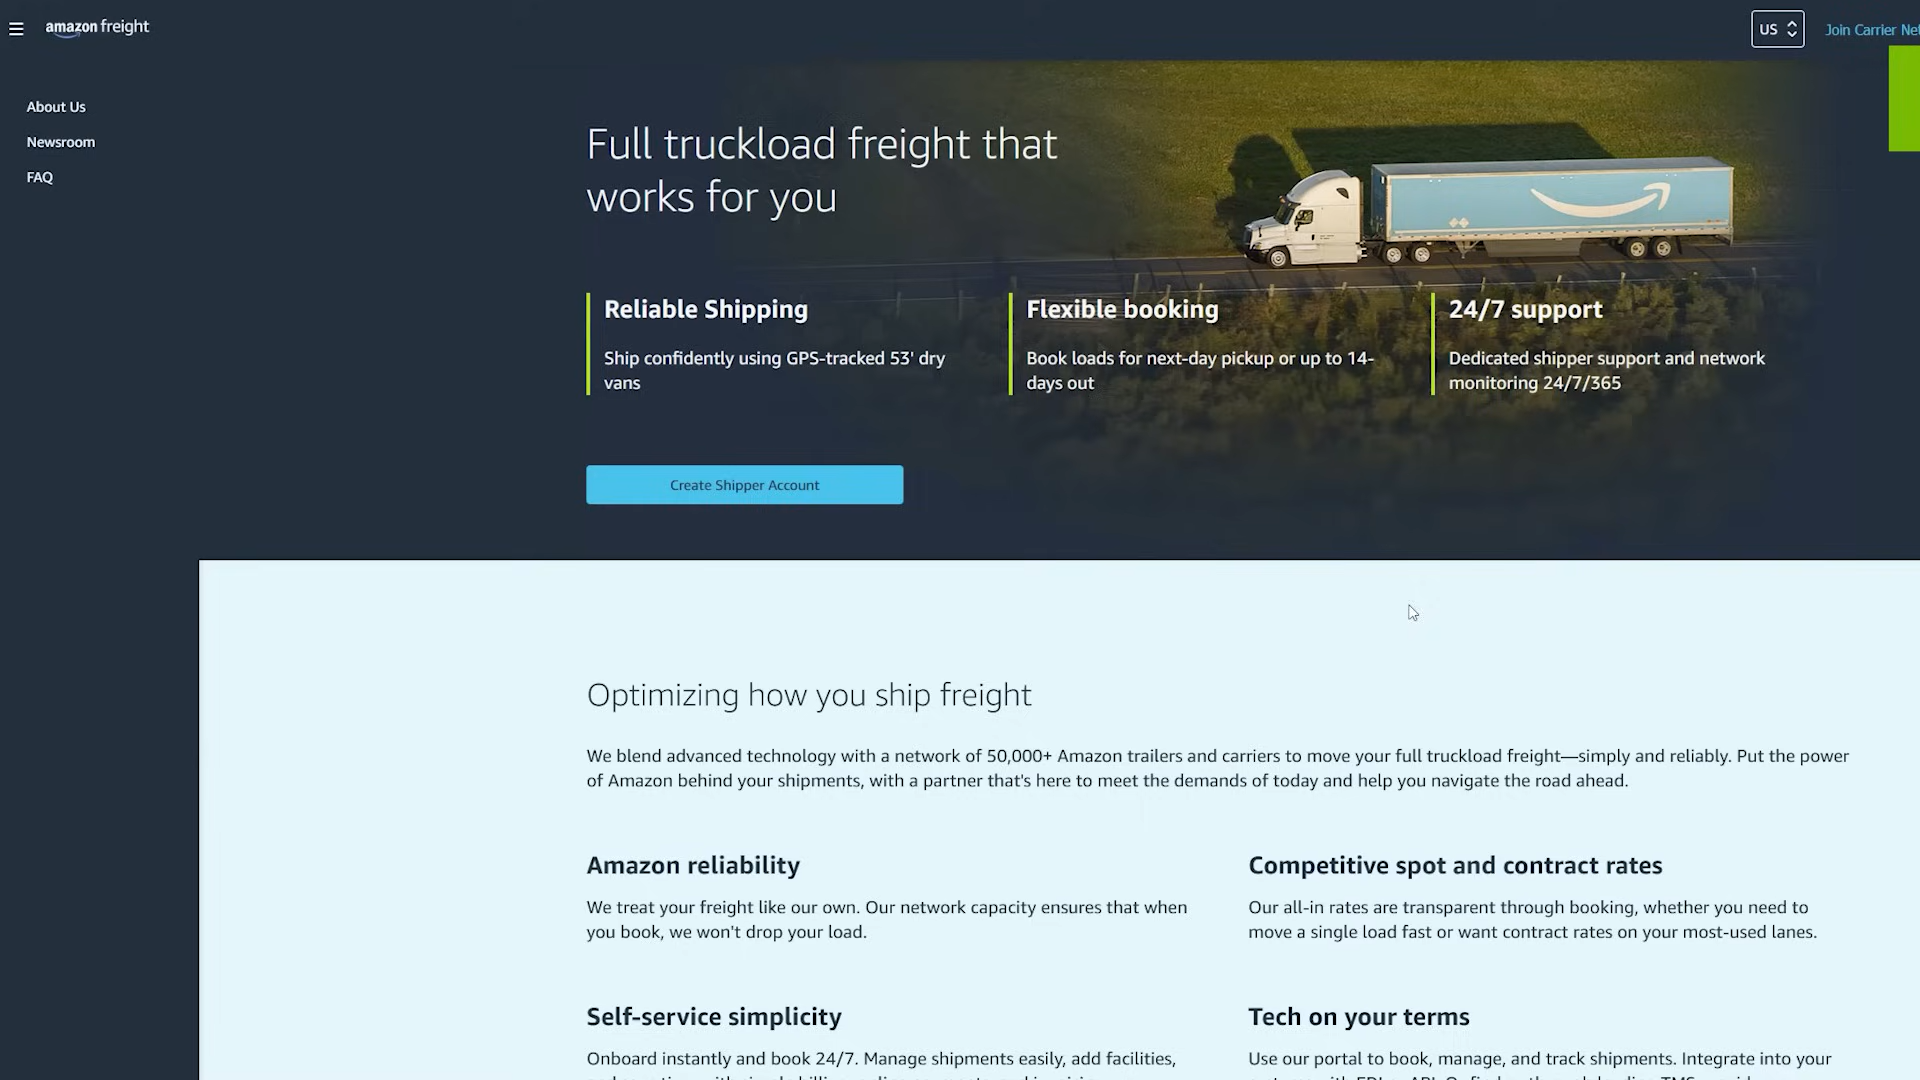 amazon freight
US
Join Carrier
About Us
Newsroom
FAQ
Full truckload freight that
works for you
Reliable Shipping
Ship confidently using GPS-tracked 53' dry
vans
Flexible booking
Book loads for next-day pickup or up to 14-
days out
24/7 support
Dedicated shipper support and network
monitoring 24/7/365
Create Shipper Account
Optimizing how you ship freight
We blend advanced technology with a network of 50,000+ Amazon trailers and carriers to move your full truckload freight—simply and reliably. Put the power
of Amazon behind your shipments, with a partner that's here to meet the demands of today and help you navigate the road ahead.
Amazon reliability
We treat your freight like our own. Our network capacity ensures that when
you book, we won't drop your load.
Competitive spot and contract rates
Our all-in rates are transparent through booking, whether you need to
move a single load fast or want contract rates on your most-used lanes.
Self-service simplicity
Onboard instantly and book 24/7. Manage shipments easily, add facilities,
Tech on your terms
Use our portal to book, manage, and track shipments. Integrate into your